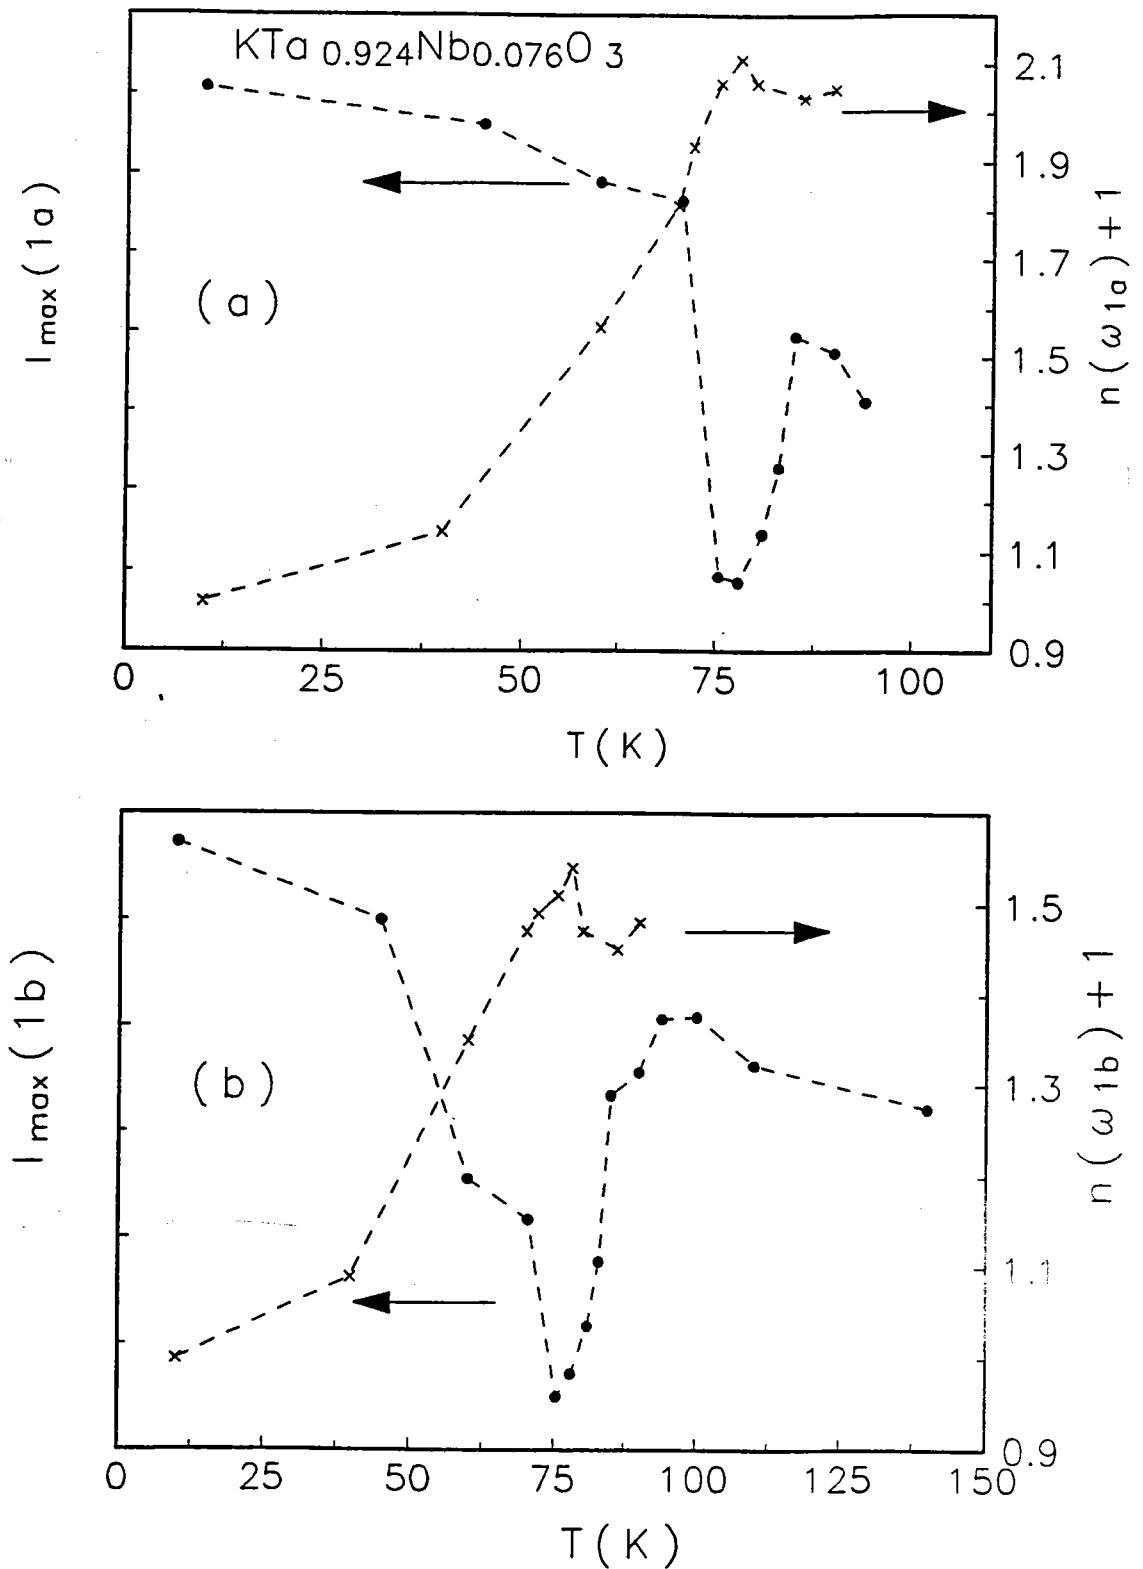 KTa 0.924Nb0.076O 3
I max (1a)
(a)
2.1
1.9
1.7
1.5
1.3
1.1
0.9
n(ω1a)+1
0 25 50 75 100
T(K)
I max (1b)
(b)
1.5
1.3
1.1
0.9
n(ω1b)+1
0 25 50 75 100 125 150
T(K)